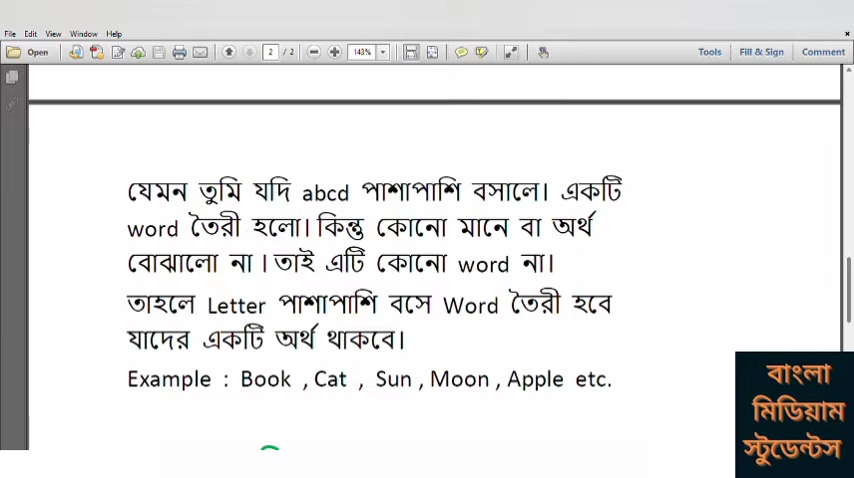 File Edit View Window Help
Open 2 / 2 143% Tools Fill & Sign Comment
যেমন তুমি যদি abcd পাশাপাশি বসালে। একটি
word তৈরী হলো। কিন্তু কোনো মানে বা অর্থ
বোঝালো না। তাই এটি কোনো word না।
তাহলে Letter পাশাপাশি বসে Word তৈরী হবে
যাদের একটি অর্থ থাকবে।
Example : Book , Cat , Sun , Moon , Apple etc.
বাংলা
মিডিয়াম
স্টুডেন্টস